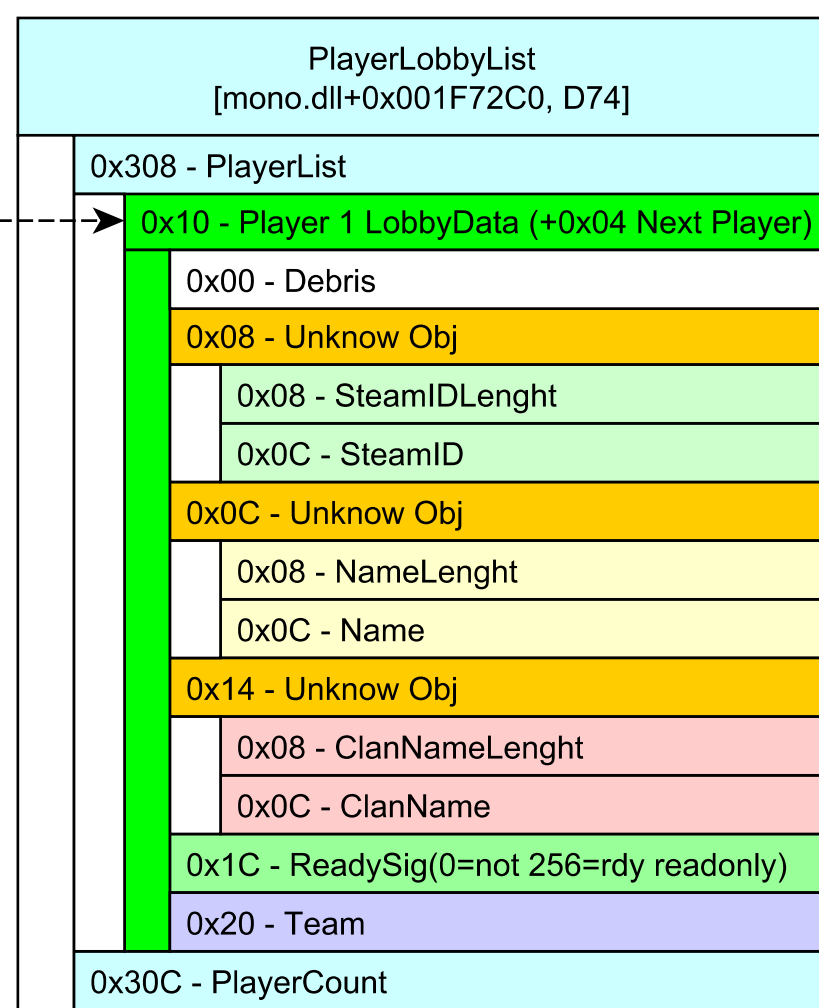 PlayerLobbyList
[mono.dll+0x001F72C0, D74]
0x308 - PlayerList
0x10 - Player 1 LobbyData (+0x04 Next Player)
0x00 - Debris
0x08 - Unknow Obj
0x08 - SteamIDLenght
0x0C - SteamID
0x0C - Unknow Obj
0x08 - NameLenght
0x0C - Name
0x14 - Unknow Obj
0x08 - ClanNameLenght
0x0C - ClanName
0x1C - ReadySig(0=not 256=rdy readonly)
0x20 - Team
0x30C - PlayerCount